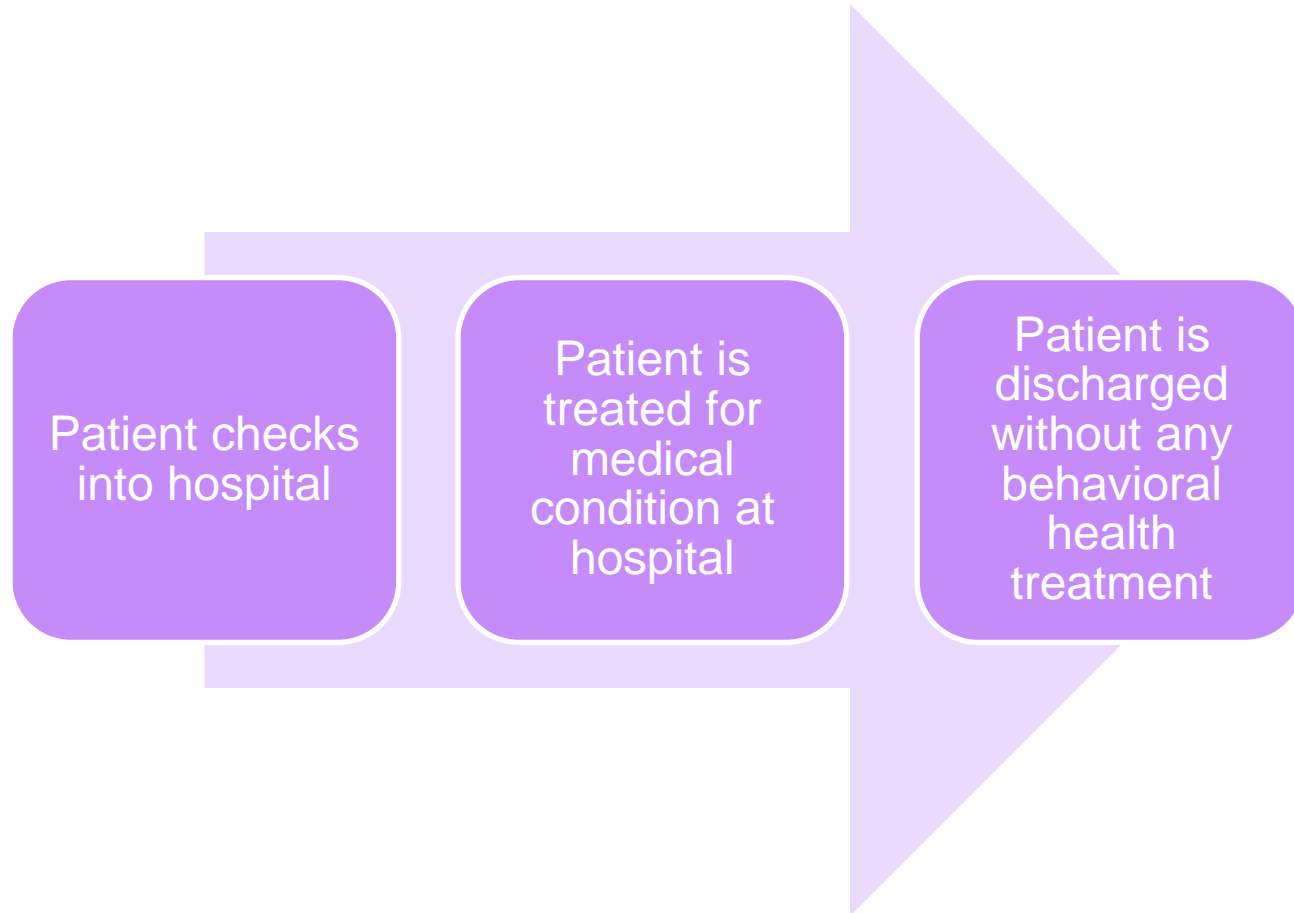 Patient checks
into hospital
Patient is
treated for
medical
condition at
hospital
Patient is
discharged
without any
behavioral
health
treatment